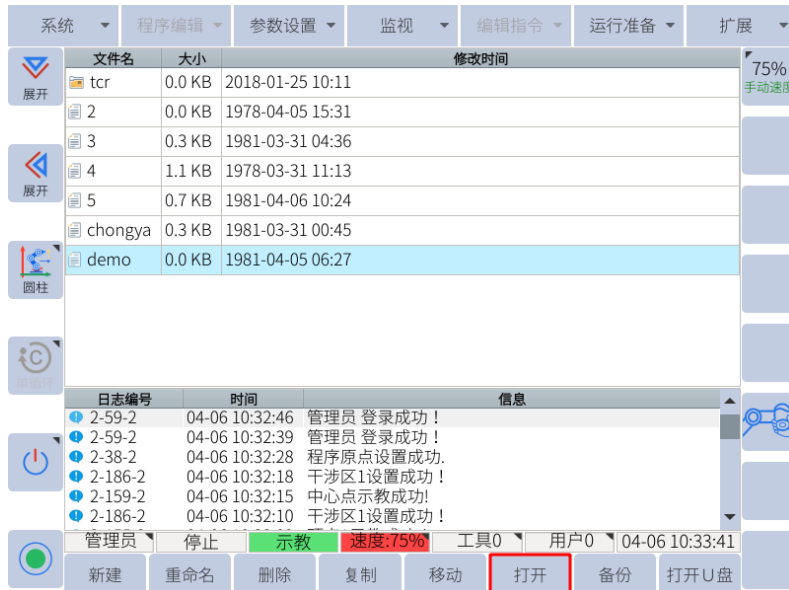 系统 程序编辑 参数设置 监视 编辑指令 运行准备 扩展
文件名 大小 修改时间
75%
手动速度
展开
tcr 0.0 KB 2018-01-25 10:11
2 0.0 KB 1978-04-05 15:31
3 0.3 KB 1981-03-31 04:36
4 1.1 KB 1978-03-31 11:13
展开
5 0.7 KB 1981-04-06 10:24
chongya 0.3 KB 1981-03-31 00:45
demo 0.0 KB 1981-04-05 06:27
圆柱
C
日志编号 时间 信息
2-59-2 04-06 10:32:46 管理员 登录成功！
2-59-2 04-06 10:32:39 管理员 登录成功！
2-38-2 04-06 10:32:28 程序原点设置成功.
2-186-2 04-06 10:32:18 干涉区1设置成功！
2-159-2 04-06 10:32:15 中心点示教成功!
2-186-2 04-06 10:32:10 干涉区1设置成功！
管理员 停止 示教 速度:75% 工具0 用户0 04-06 10:33:41
新建 重命名 删除 复制 移动 打开 备份 打开U盘